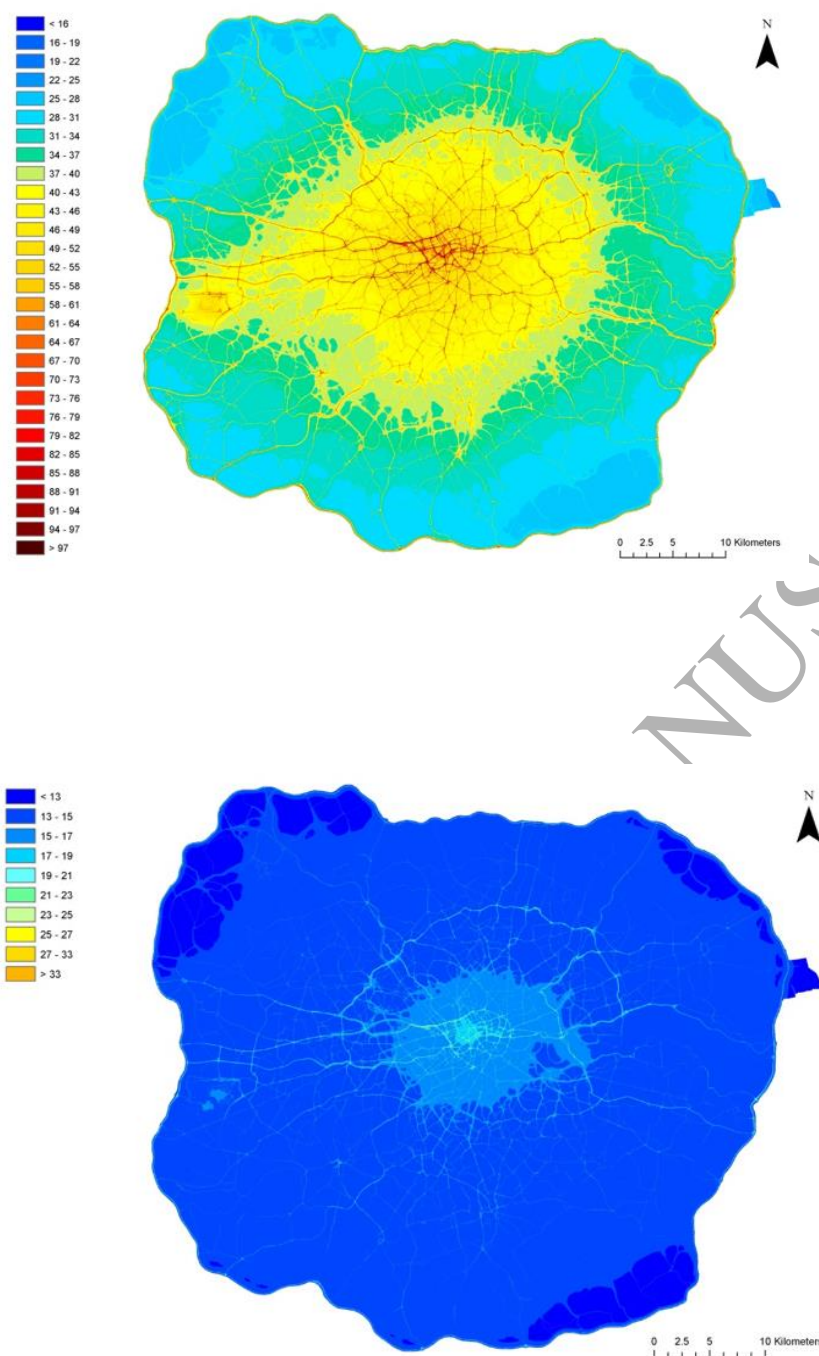 N
< 16
16 - 19
19 - 22
22 - 25
25 - 28
28 - 31
31 - 34
34 - 37
37 - 40
40 - 43
43 - 46
46 - 49
49 - 52
52 - 55
55 - 58
58 - 61
61 - 64
64 - 67
67 - 70
70 - 73
73 - 76
76 - 79
79 - 82
82 - 85
85 - 88
88 - 91
91 - 94
94 - 97
> 97
0 2.5 5 10 Kilometers
NUS
N
< 13
13 - 15
15 - 17
17 - 19
19 - 21
21 - 23
23 - 25
25 - 27
27 - 33
> 33
0 2.5 5 10 Kilometers